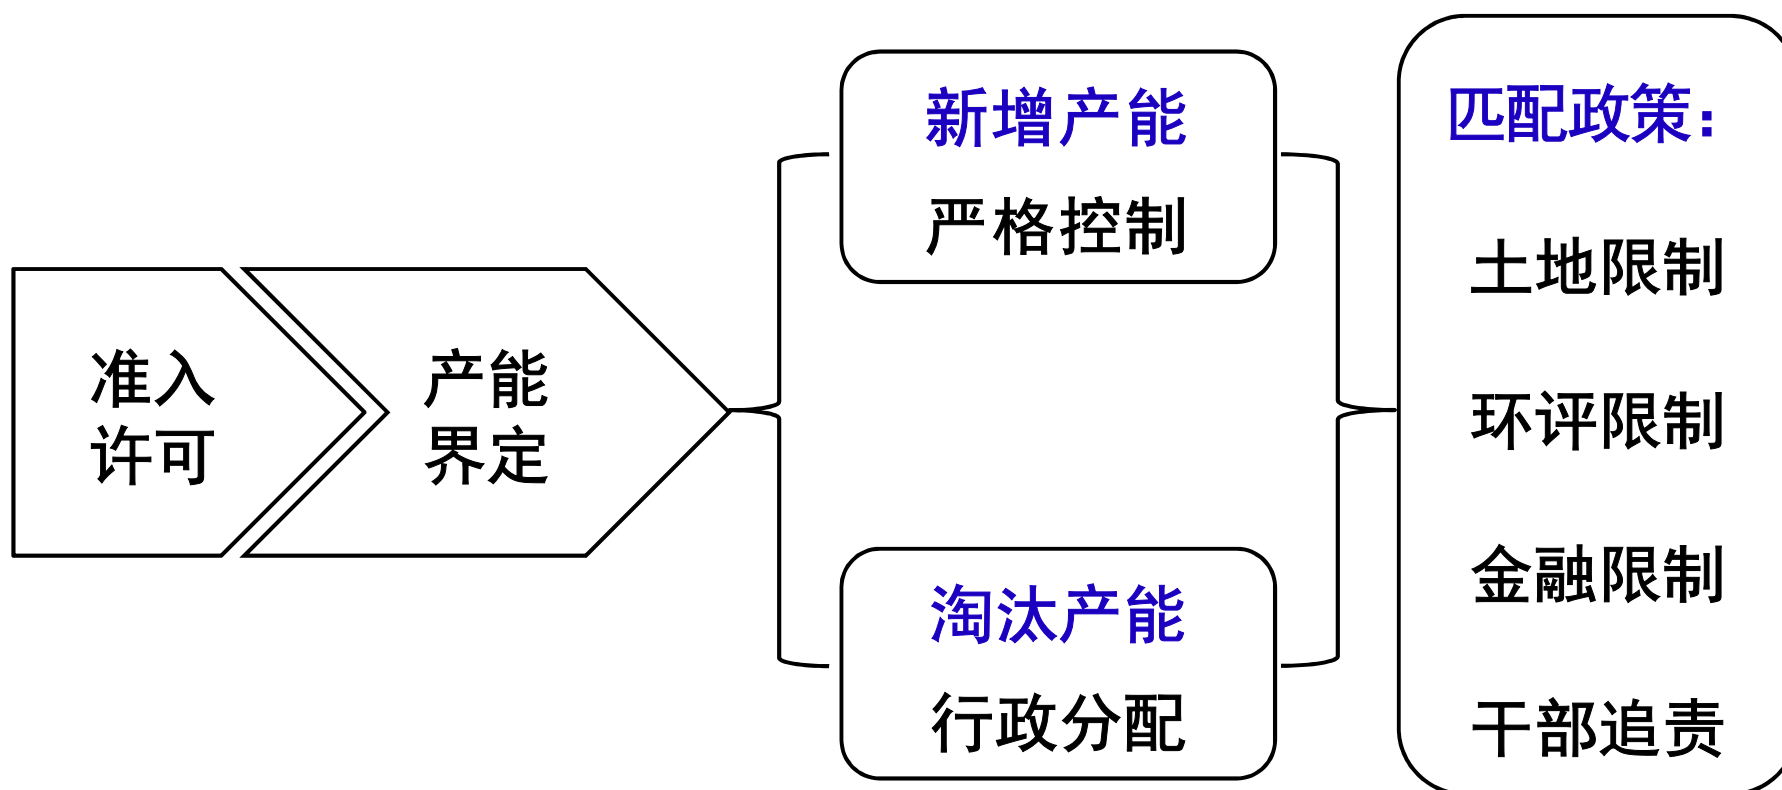 准入
许可
产能
界定
新增产能
严格控制
淘汰产能
行政分配
匹配政策:
土地限制
环评限制
金融限制
干部追责